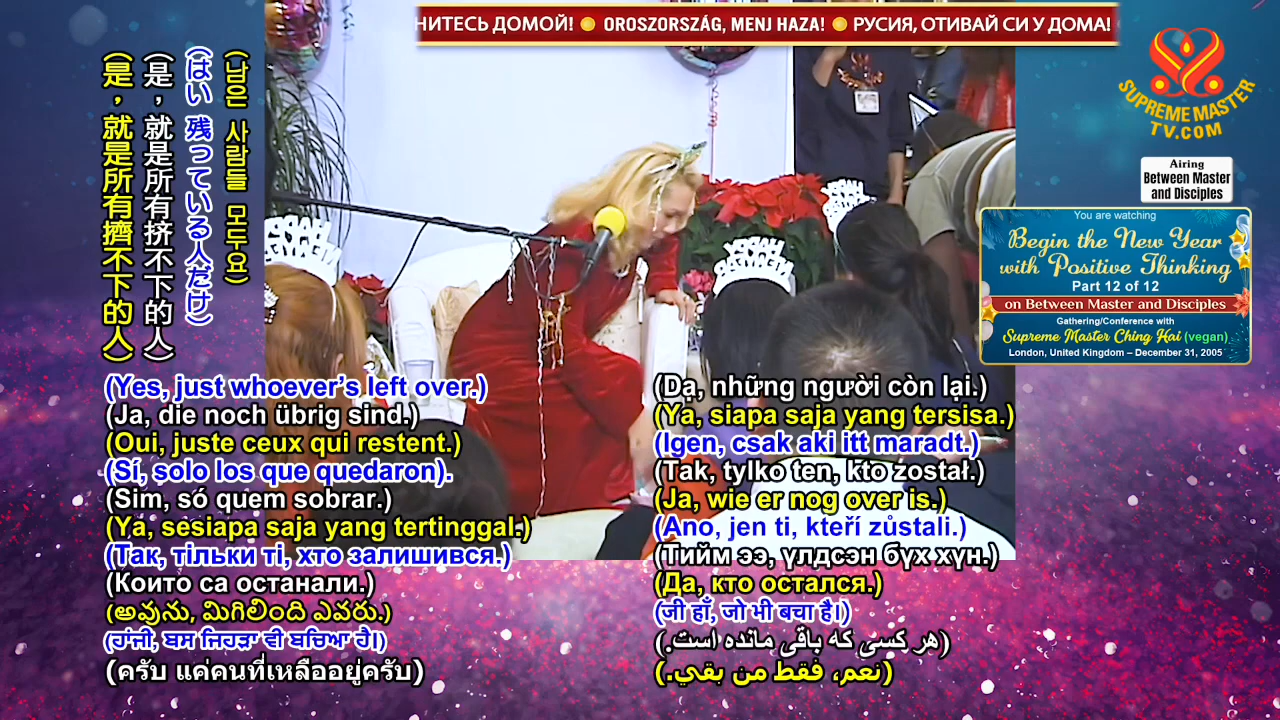 НИТЕСЬ ДОМОЙ! OROSZORSZÁG, MENJ HAZA! РУСИЯ, ОТИВАЙ СИ У ДОМА!
SUPREME MASTER
TV.COM
Airing
Between Master
and Disciples
You are watching
Begin the New Year
with Positive Thinking
Part 12 of 12
on Between Master and Disciples
Gathering/Conference with
Supreme Master Ching Hai (vegan)
London, United Kingdom – December 31, 2005
(남은 사람들 모두요)
(はい 残っている人だけ)
(是，就是所有挤不下的人)
(是，就是所有擠不下的人)
(Yes, just whoever’s left over.)
(Ja, die noch übrig sind.)
(Oui, juste ceux qui restent.)
(Sí, solo los que quedaron).
(Sim, só quem sobrar.)
(Ya, sesiapa saja yang tertinggal.)
(Так, тільки ті, хто залишився.)
(Които са останали.)
(అవును, మిగిలింది ఎవరు.)
(ਹਾਂਜੀ, ਬਸ ਜਿਹੜਾ ਵੀ ਬਚਿਆ ਹੈ।)
(ครับ แค่คนที่เหลืออยู่ครับ)
(Dạ, những người còn lại.)
(Ya, siapa saja yang tersisa.)
(Igen, csak aki itt maradt.)
(Tak, tylko ten, kto został.)
(Ja, wie er nog over is.)
(Ano, jen ti, kteří zůstali.)
(Тийм ээ, үлдсэн бүх хүн.)
(Да, кто остался.)
(जी हाँ, जो भी बचा है।)
(هر کسی که باقی مانده است.)
(نعم، فقط من بقي.)